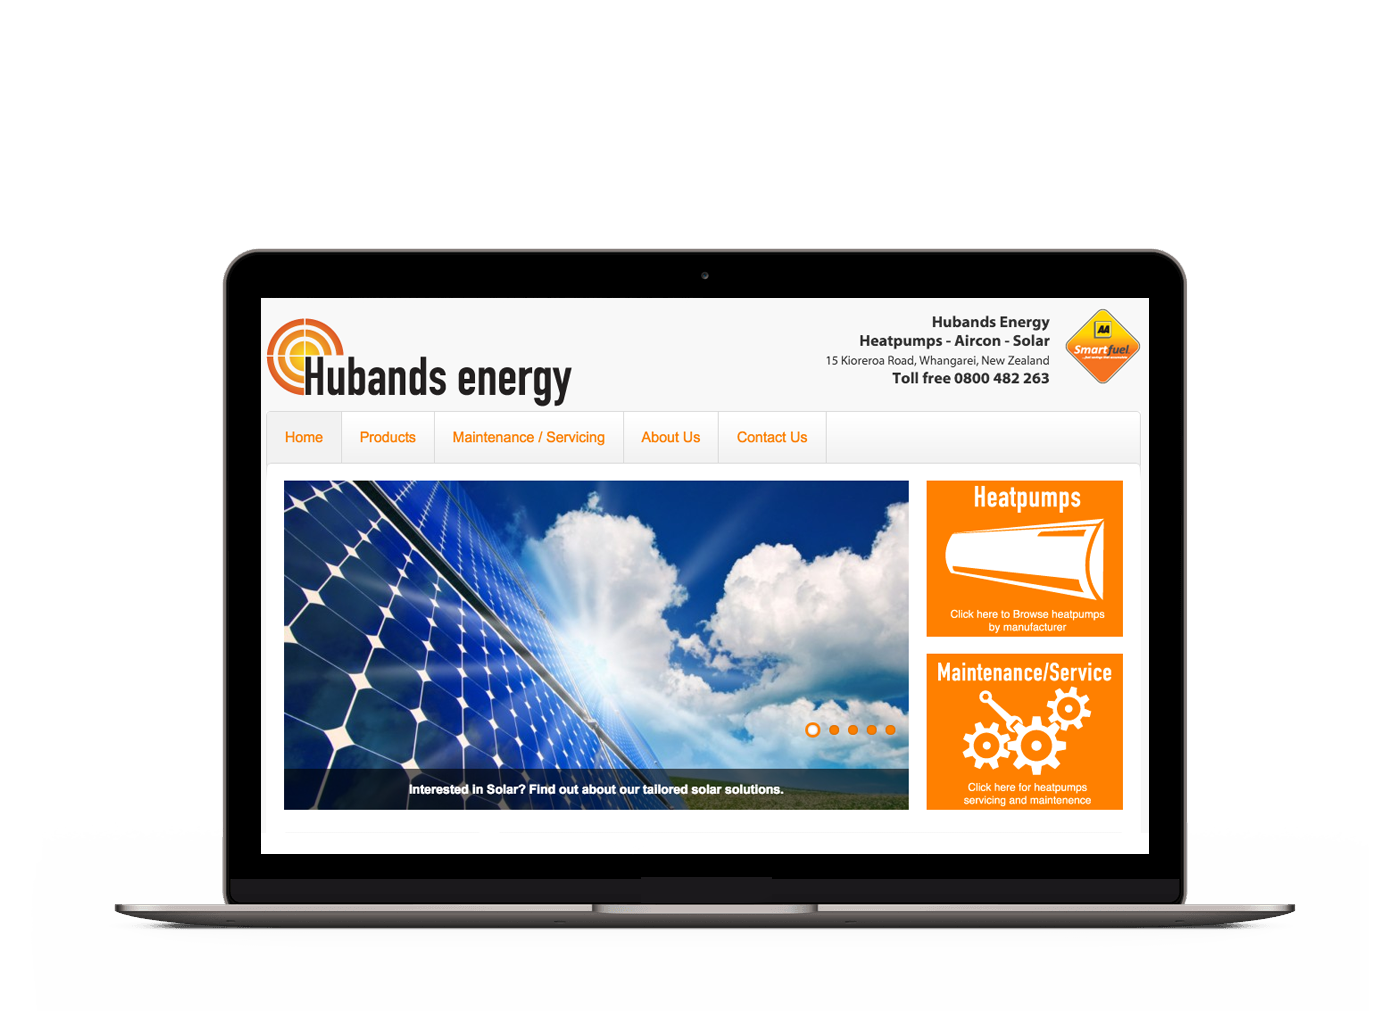 Hubands energy
Hubands Energy
Heatpumps - Aircon - Solar
15 Kioreroa Road, Whangarei, New Zealand
Toll free 0800 482 263
AA
Smartfuel
Home
Products
Maintenance / Servicing
About Us
Contact Us
Interested in Solar? Find out about our tailored solar solutions.
Heatpumps
Click here to Browse heatpumps
by manufacturer
Maintenance/Service
Click here for heatpumps
servicing and maintenence